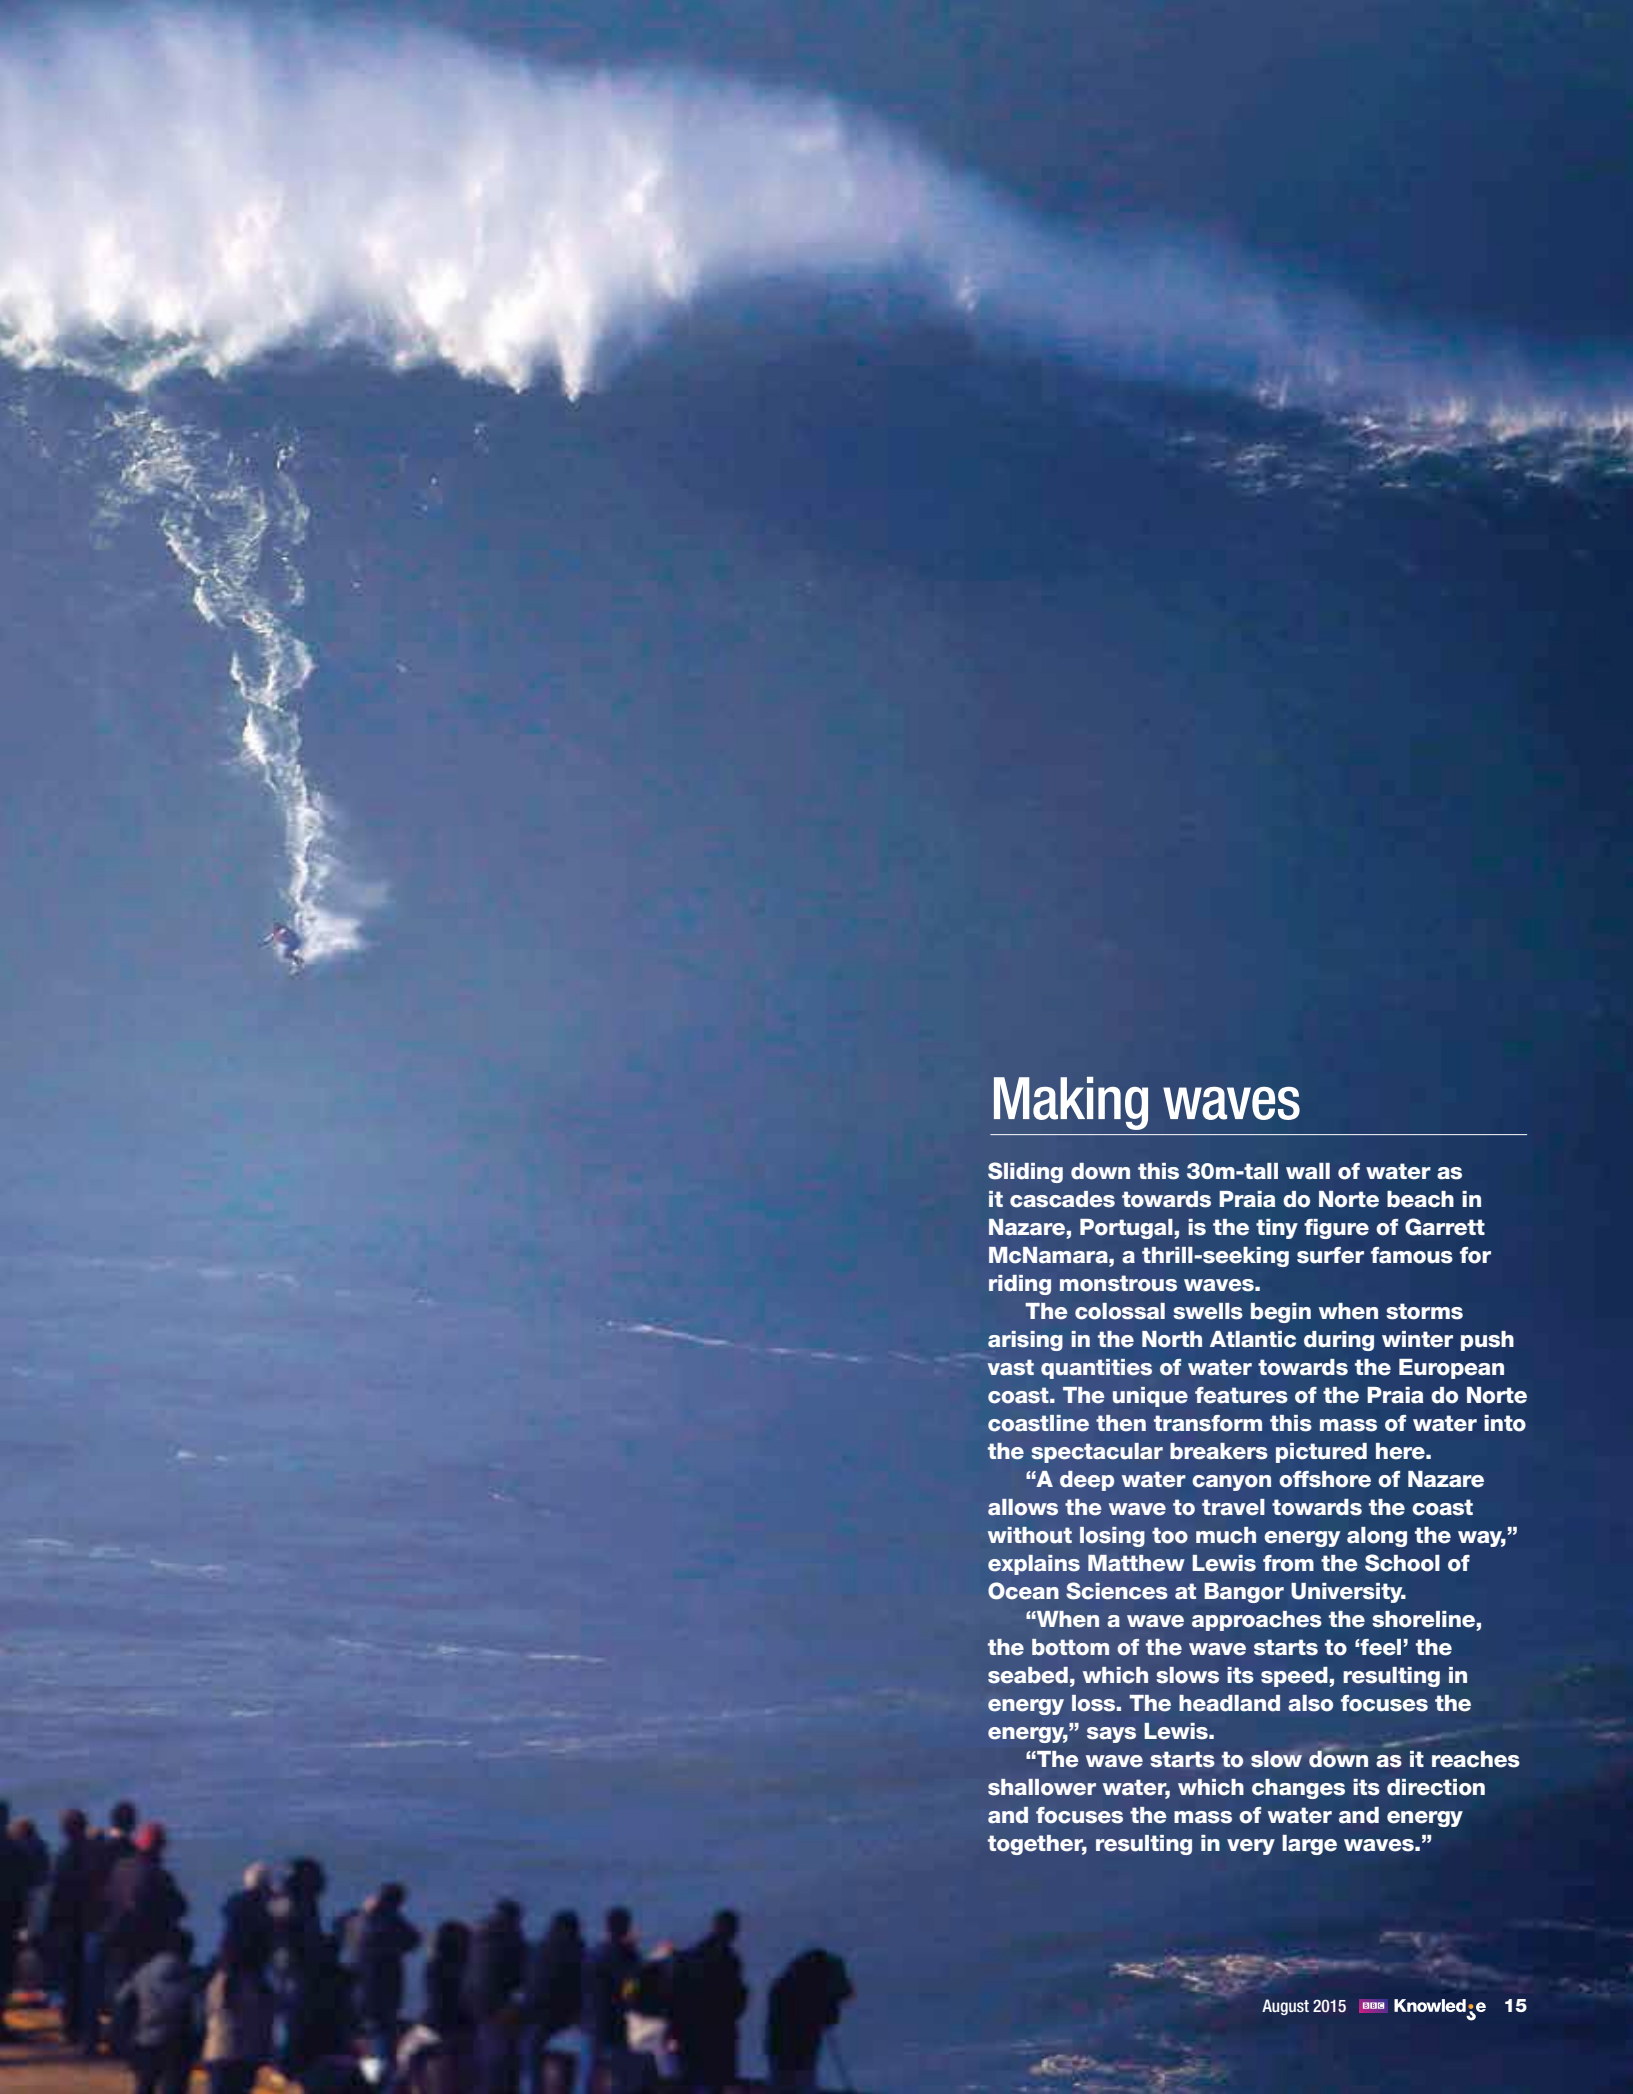 Making waves
Sliding down this 30m-tall wall of water as
it cascades towards Praia do Norte beach in
Nazare, Portugal, is the tiny figure of Garrett
McNamara, a thrill-seeking surfer famous for
riding monstrous waves.
The colossal swells begin when storms
arising in the North Atlantic during winter push
vast quantities of water towards the European
coast. The unique features of the Praia do Norte
coastline then transform this mass of water into
the spectacular breakers pictured here.
“A deep water canyon offshore of Nazare
allows the wave to travel towards the coast
without losing too much energy along the way,”
explains Matthew Lewis from the School of
Ocean Sciences at Bangor University.
“When a wave approaches the shoreline,
the bottom of the wave starts to ‘feel’ the
seabed, which slows its speed, resulting in
energy loss. The headland also focuses the
energy,” says Lewis.
“The wave starts to slow down as it reaches
shallower water, which changes its direction
and focuses the mass of water and energy
together, resulting in very large waves.”
August 2015 BBC Knowledge 15